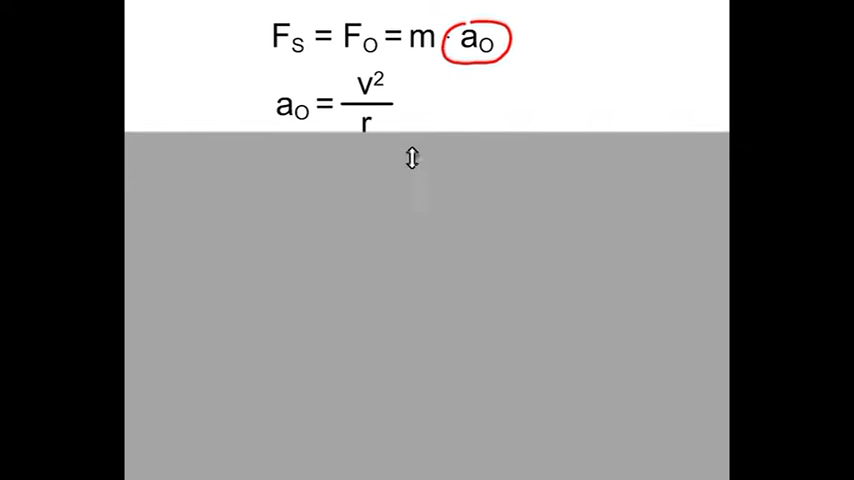 F_S = F_O = m · a_O
a_O = v² / r